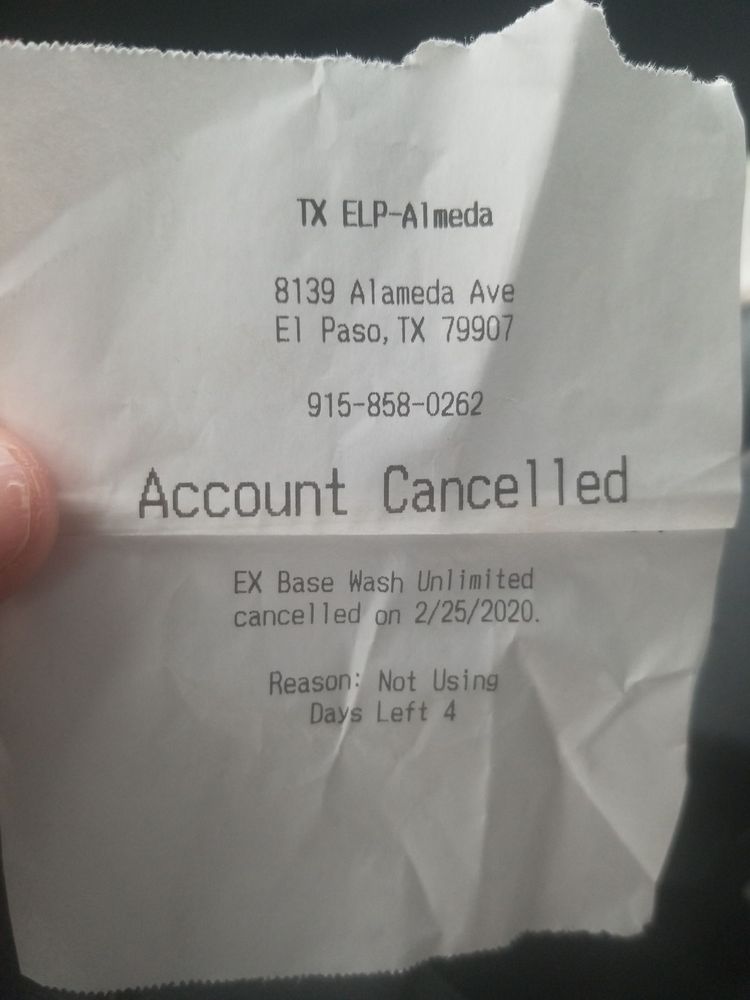 TX ELP-Almeda
8139 Alameda Ave
El Paso, TX 79907
915-858-0262
Account Cancelled
EX Base Wash Unlimited
cancelled on 2/25/2020.
Reason: Not Using
Days Left 4